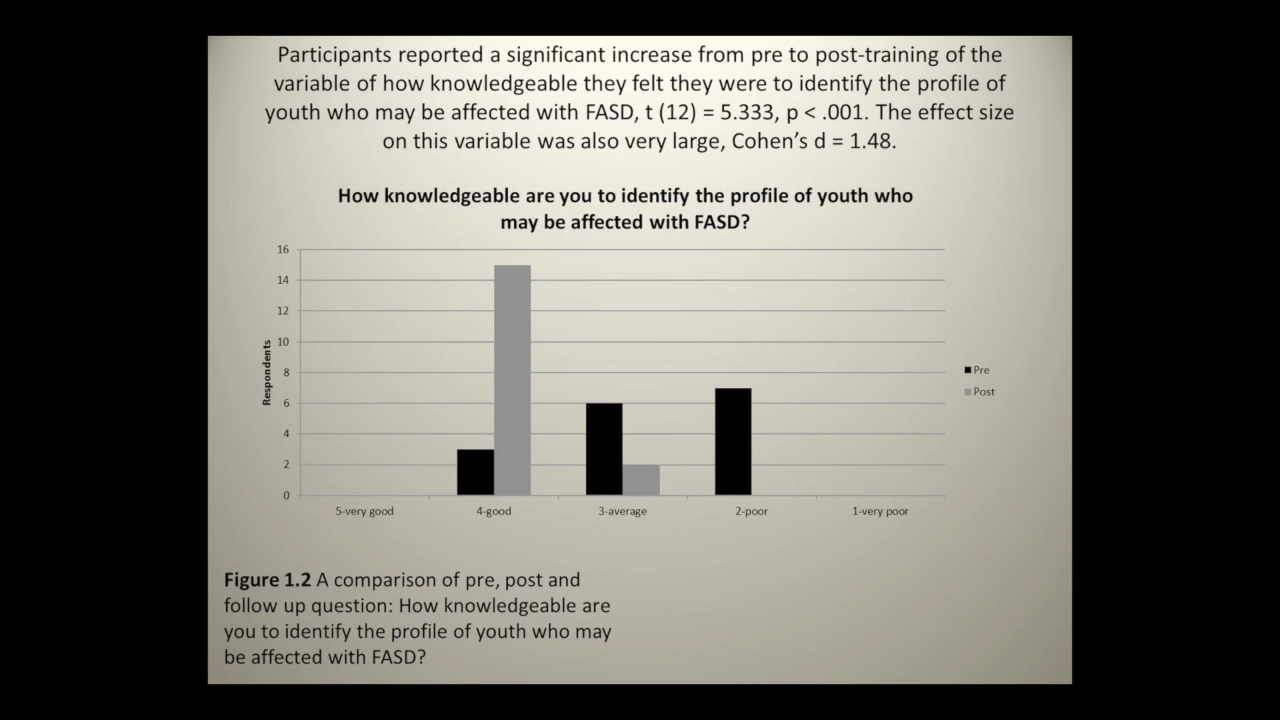 Participants reported a significant increase from pre to post-training of the
variable of how knowledgeable they felt they were to identify the profile of
youth who may be affected with FASD, t (12) = 5.333, p < .001. The effect size
on this variable was also very large, Cohen’s d = 1.48.
How knowledgeable are you to identify the profile of youth who
may be affected with FASD?
16
14
12
10
8
6
4
2
0
Respondents
5-very good 4-good 3-average 2-poor 1-very poor
Pre
Post
Figure 1.2 A comparison of pre, post and
follow up question: How knowledgeable are
you to identify the profile of youth who may
be affected with FASD?